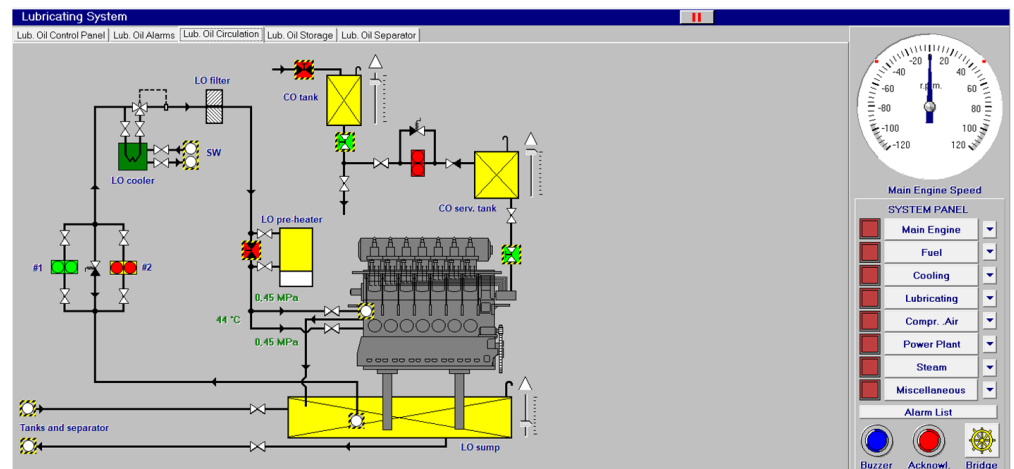 Lubricating System
Lub. Oil Control Panel
Lub. Oil Alarms
Lub. Oil Circulation
Lub. Oil Storage
Lub. Oil Separator
LO filter
CO tank
SW
LO cooler
CO serv. tank
LO pre-heater
#1
#2
0,45 MPa
44 °C
0,45 MPa
Tanks and separator
LO sump
-20 20
-40 40
r.p.m.
-60 60
-80 80
-100 100
-120 120
Main Engine Speed
SYSTEM PANEL
Main Engine
Fuel
Cooling
Lubricating
Compr. .Air
Power Plant
Steam
Miscellaneous
Alarm List
Buzzer
Acknowl.
Bridge